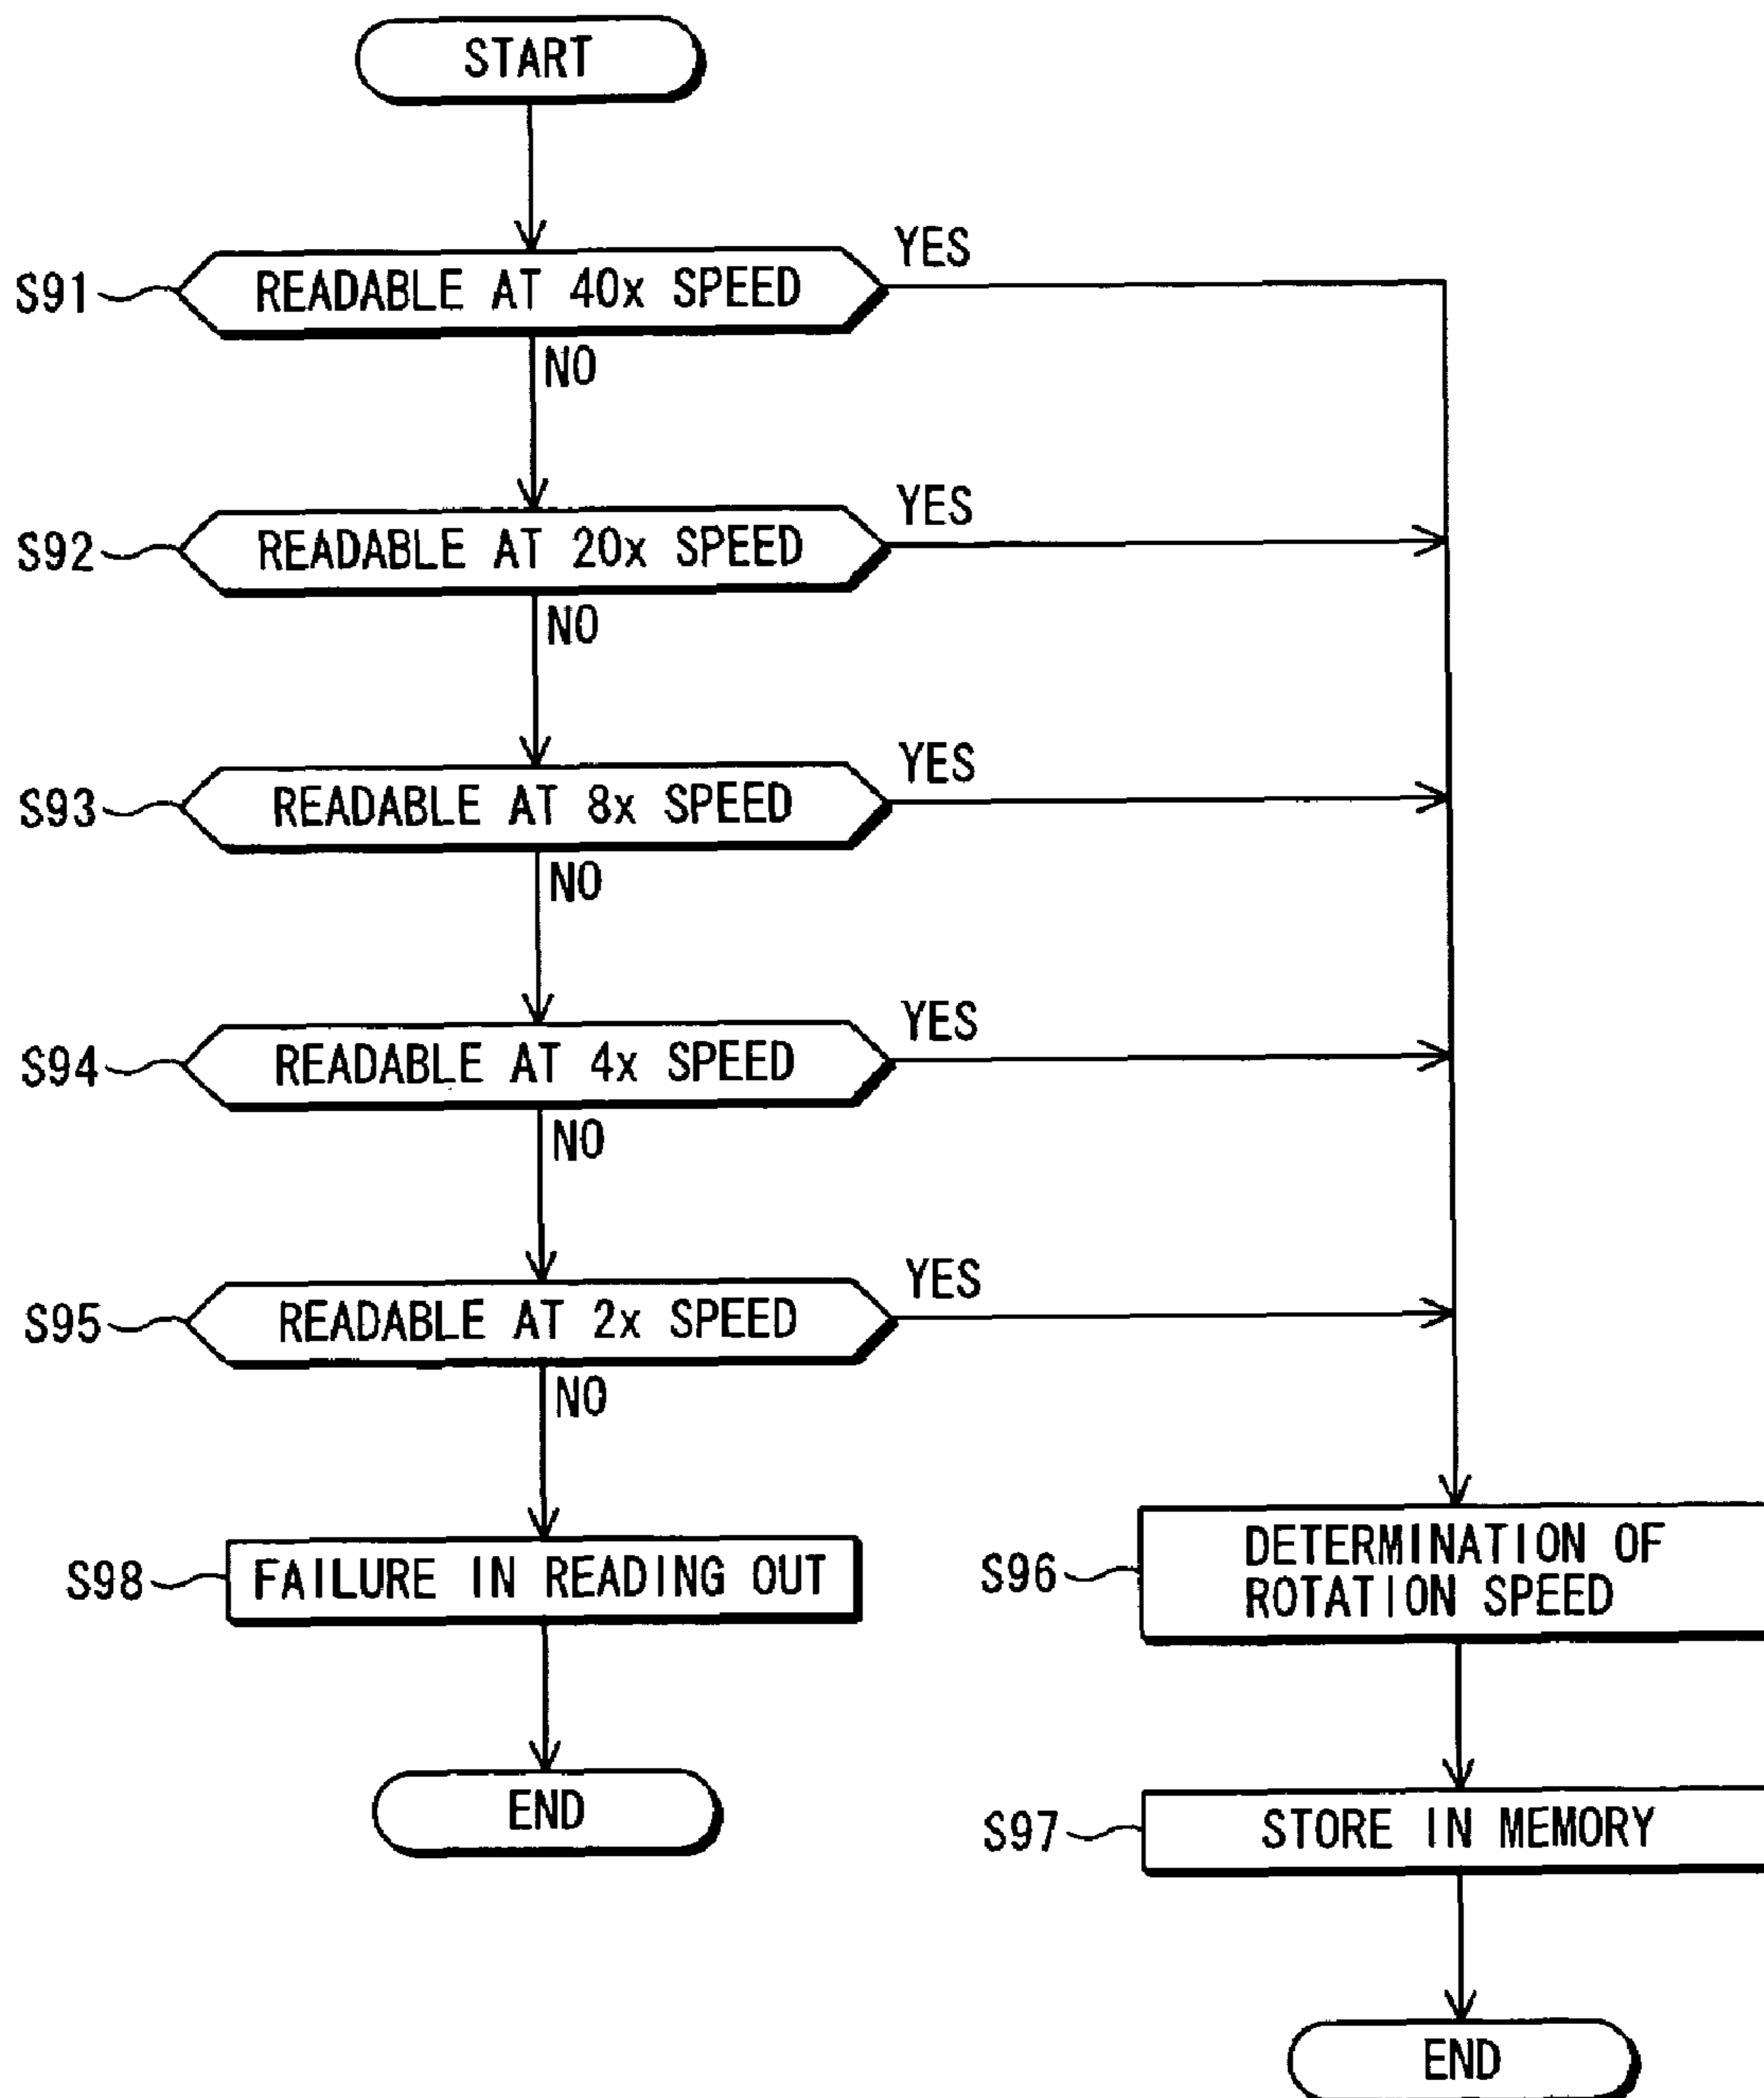 START
S91
READABLE AT 40x SPEED
YES
NO
S92
READABLE AT 20x SPEED
YES
NO
S93
READABLE AT 8x SPEED
YES
NO
S94
READABLE AT 4x SPEED
YES
NO
S95
READABLE AT 2x SPEED
YES
NO
S98
FAILURE IN READING OUT
S96
DETERMINATION OF
ROTATION SPEED
END
S97
STORE IN MEMORY
END